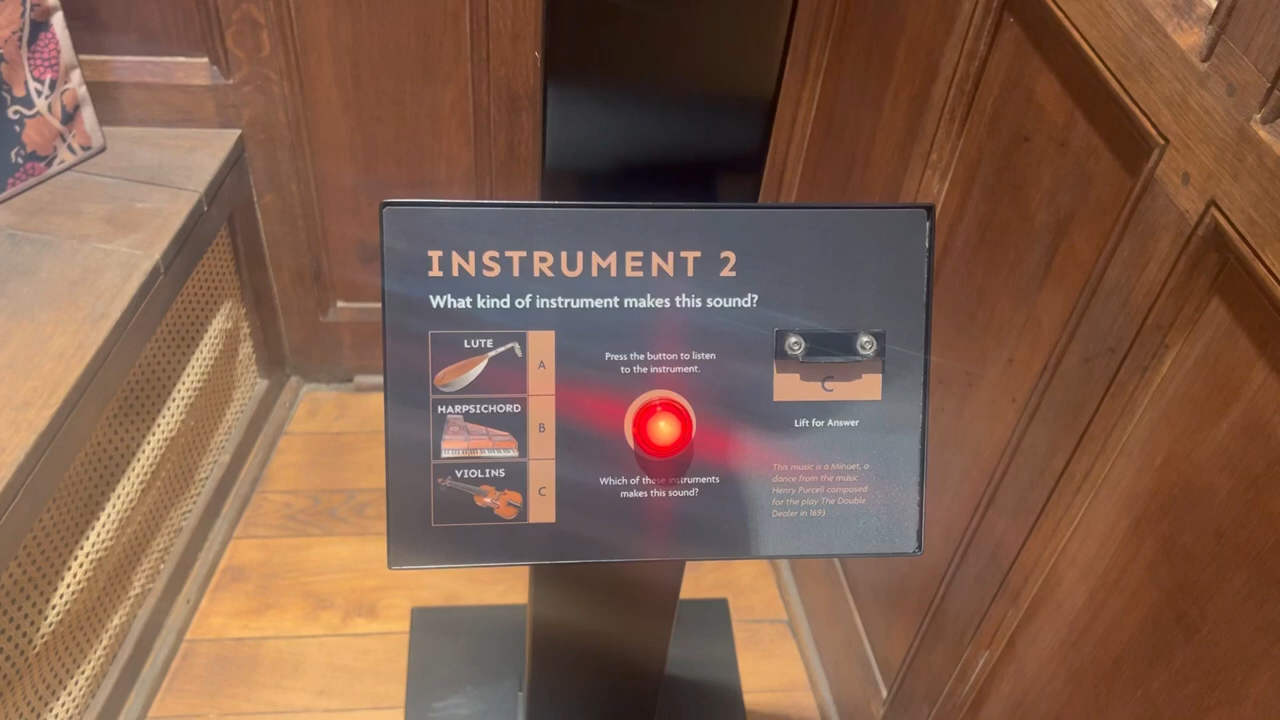 INSTRUMENT 2
What kind of instrument makes this sound?
LUTE
A
HARPSICHORD
B
VIOLINS
C
Press the button to listen
to the instrument.
Which of these instruments
makes this sound?
C
Lift for Answer
This music is a Minuet, a
dance from the music
Henry Purcell composed
for the play The Double
Dealer in 1693